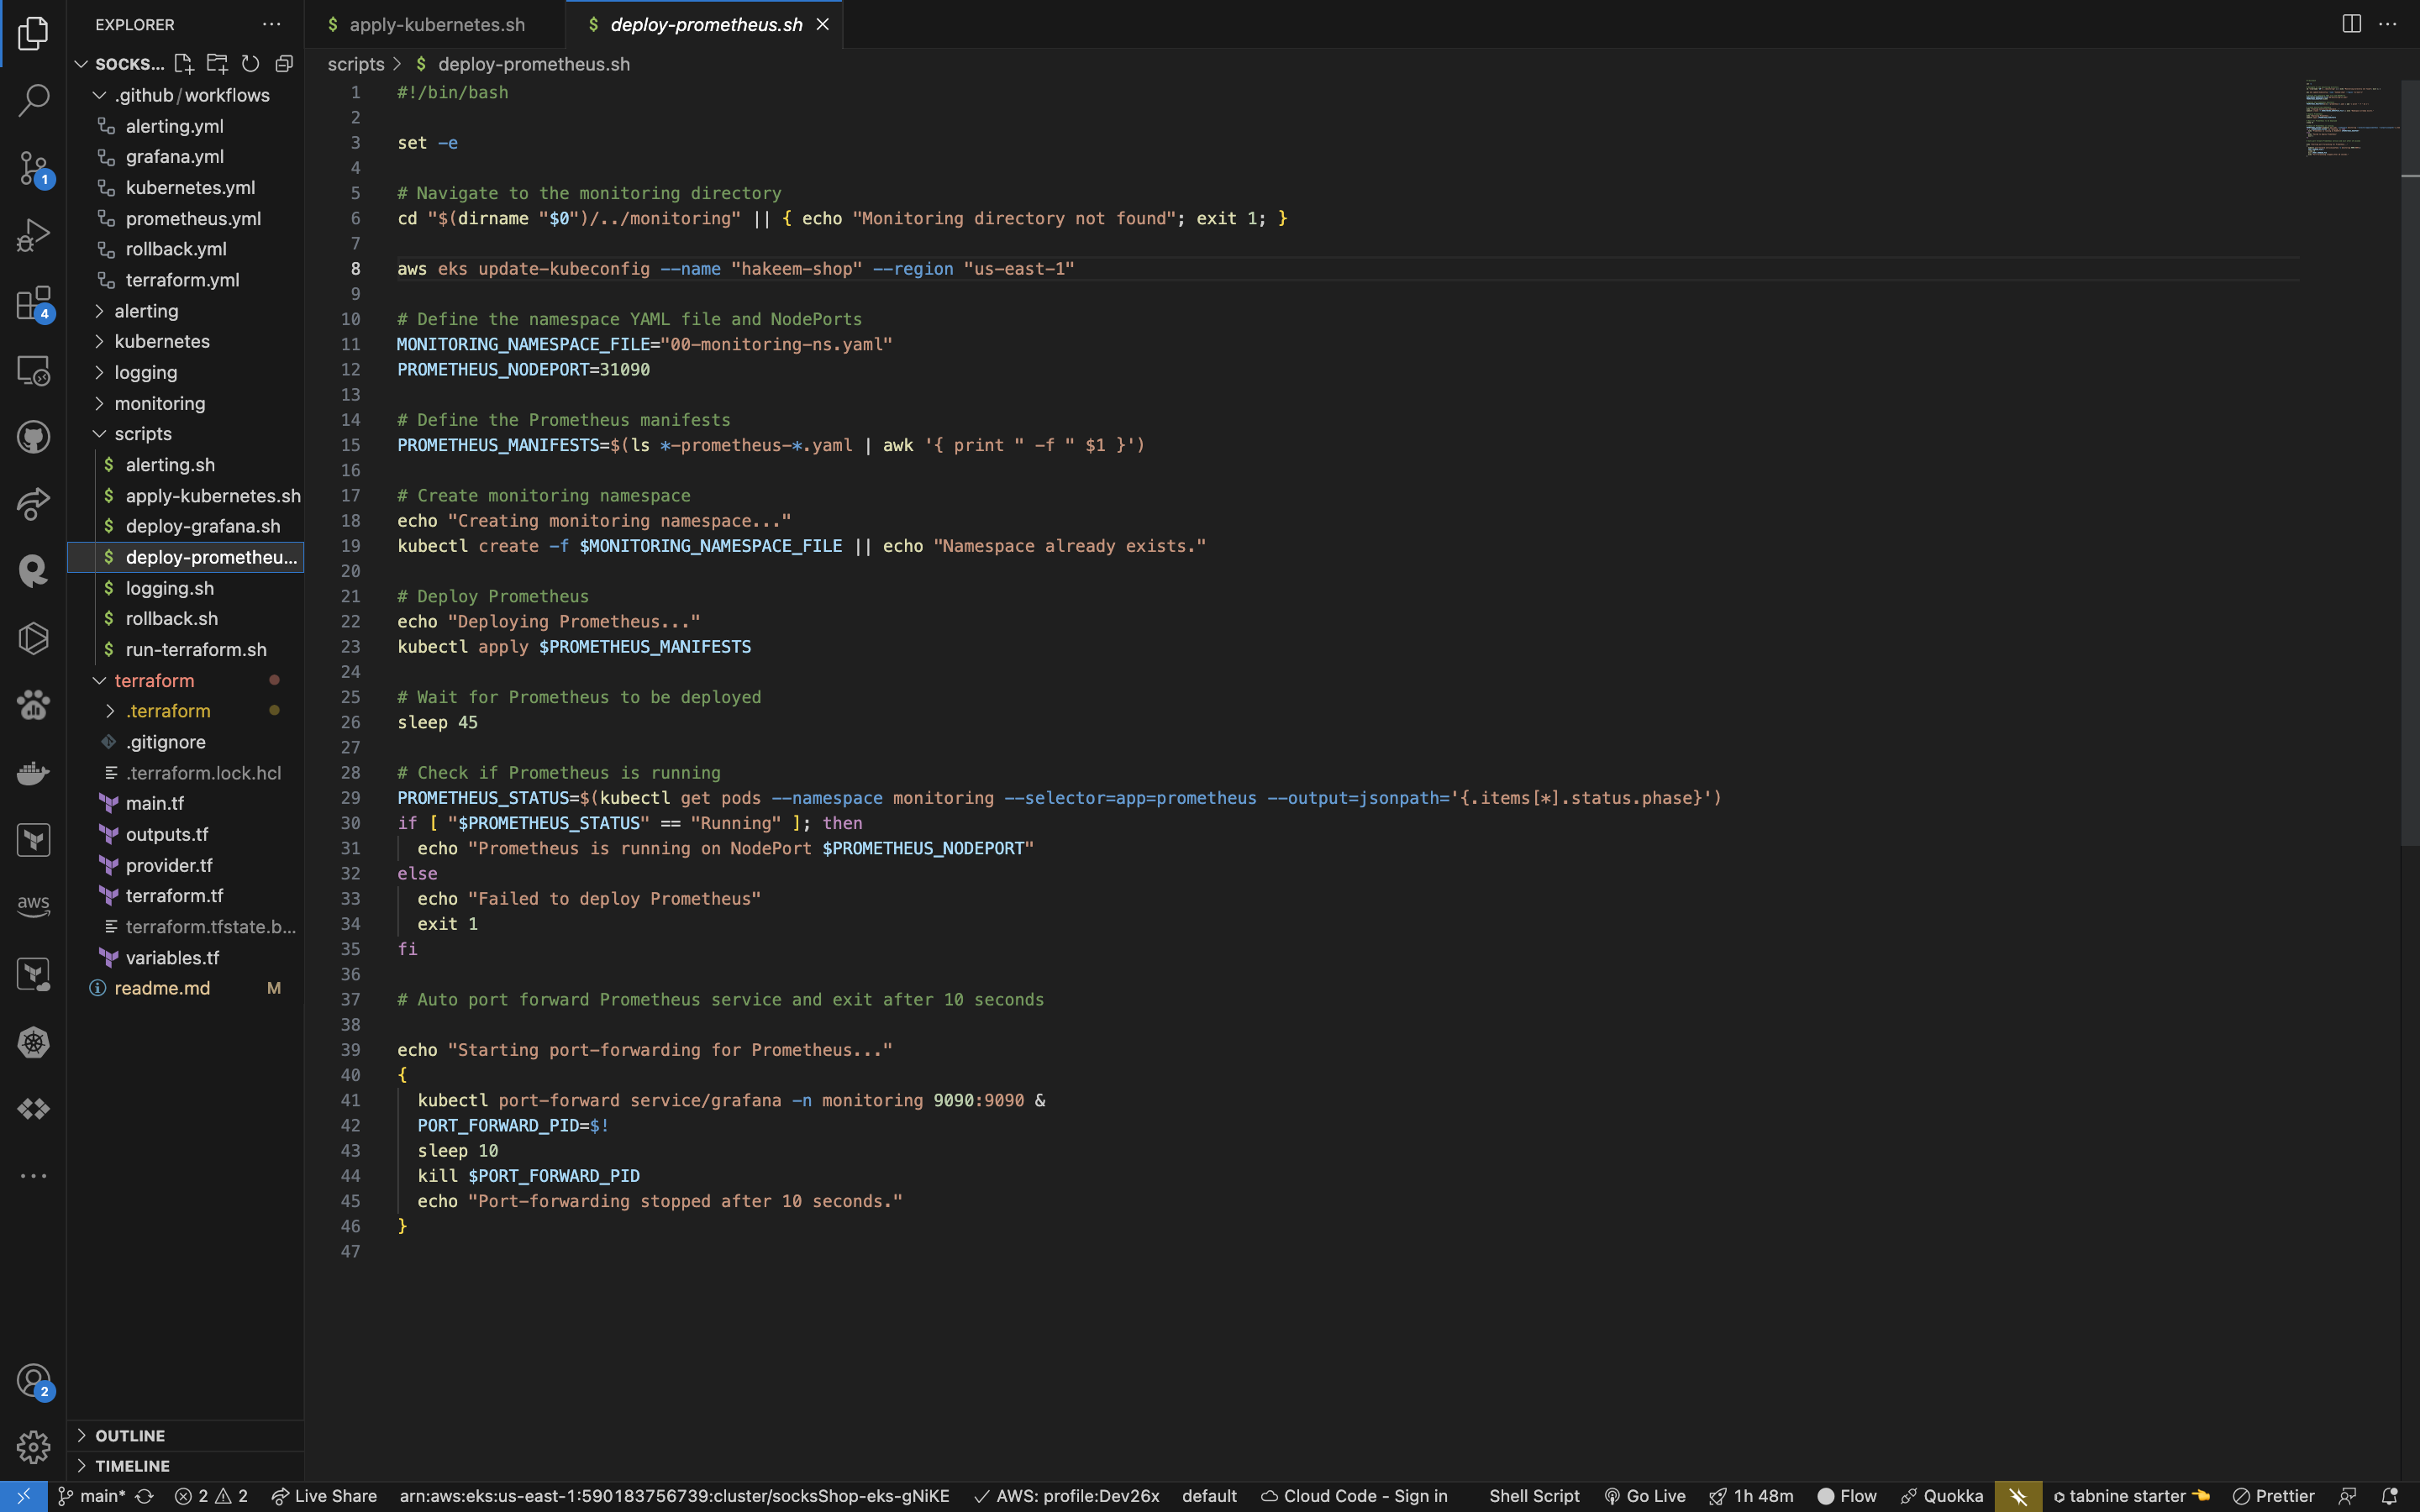 EXPLORER
SOCKS...
.github/workflows
alerting.yml
grafana.yml
kubernetes.yml
prometheus.yml
rollback.yml
terraform.yml
alerting
kubernetes
logging
monitoring
scripts
$ alerting.sh
$ apply-kubernetes.sh
$ deploy-grafana.sh
$ deploy-prometheu...
$ logging.sh
$ rollback.sh
$ run-terraform.sh
terraform
.terraform
.gitignore
.terraform.lock.hcl
main.tf
outputs.tf
provider.tf
terraform.tf
terraform.tfstate.b...
variables.tf
readme.md M
OUTLINE
TIMELINE
1
4
aws
2
$ apply-kubernetes.sh
$ deploy-prometheus.sh
scripts > $ deploy-prometheus.sh
1 #!/bin/bash
2
3 set -e
4
5 # Navigate to the monitoring directory
6 cd "$(dirname "$0")/../monitoring" || { echo "Monitoring directory not found"; exit 1; }
7
8 aws eks update-kubeconfig --name "hakeem-shop" --region "us-east-1"
9
10 # Define the namespace YAML file and NodePorts
11 MONITORING_NAMESPACE_FILE="00-monitoring-ns.yaml"
12 PROMETHEUS_NODEPORT=31090
13
14 # Define the Prometheus manifests
15 PROMETHEUS_MANIFESTS=$(ls *-prometheus-*.yaml | awk '{ print " -f " $1 }')
16
17 # Create monitoring namespace
18 echo "Creating monitoring namespace..."
19 kubectl create -f $MONITORING_NAMESPACE_FILE || echo "Namespace already exists."
20
21 # Deploy Prometheus
22 echo "Deploying Prometheus..."
23 kubectl apply $PROMETHEUS_MANIFESTS
24
25 # Wait for Prometheus to be deployed
26 sleep 45
27
28 # Check if Prometheus is running
29 PROMETHEUS_STATUS=$(kubectl get pods --namespace monitoring --selector=app=prometheus --output=jsonpath='{.items[*].status.phase}')
30 if [ "$PROMETHEUS_STATUS" == "Running" ]; then
31 echo "Prometheus is running on NodePort $PROMETHEUS_NODEPORT"
32 else
33 echo "Failed to deploy Prometheus"
34 exit 1
35 fi
36
37 # Auto port forward Prometheus service and exit after 10 seconds
38
39 echo "Starting port-forwarding for Prometheus..."
40 {
41 kubectl port-forward service/grafana -n monitoring 9090:9090 &
42 PORT_FORWARD_PID=$!
43 sleep 10
44 kill $PORT_FORWARD_PID
45 echo "Port-forwarding stopped after 10 seconds."
46 }
47
main* 2 2 Live Share arn:aws:eks:us-east-1:590183756739:cluster/socksShop-eks-gNiKE AWS: profile:Dev26x default Cloud Code - Sign in Shell Script Go Live 1h 48m Flow Quokka tabnine starter Prettier